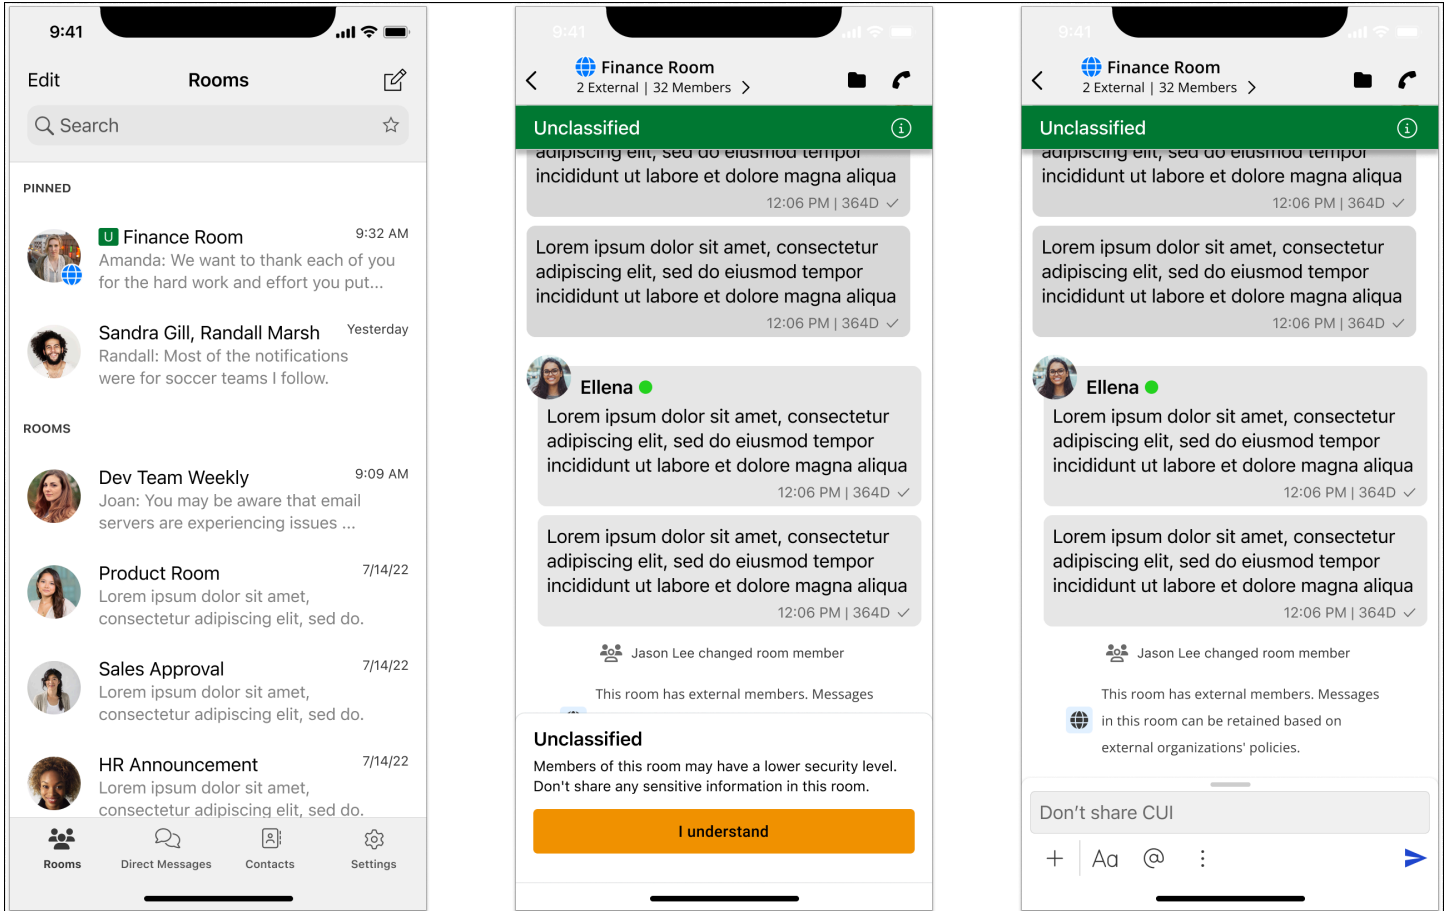 9:41
Edit
Rooms
Search
PINNED
U Finance Room 9:32 AM
Amanda: We want to thank each of you
for the hard work and effort you put...
Sandra Gill, Randall Marsh Yesterday
Randall: Most of the notifications
were for soccer teams I follow.
ROOMS
Dev Team Weekly 9:09 AM
Joan: You may be aware that email
servers are experiencing issues ...
Product Room 7/14/22
Lorem ipsum dolor sit amet,
consectetur adipiscing elit, sed do.
Sales Approval 7/14/22
Lorem ipsum dolor sit amet,
consectetur adipiscing elit, sed do.
HR Announcement 7/14/22
Lorem ipsum dolor sit amet,
consectetur adipiscing elit, sed do.
Rooms Direct Messages Contacts Settings
9:41
Finance Room
2 External | 32 Members
Unclassified
adipiscing elit, sed do eiusmod tempor
incididunt ut labore et dolore magna aliqua
12:06 PM | 364D
Lorem ipsum dolor sit amet, consectetur
adipiscing elit, sed do eiusmod tempor
incididunt ut labore et dolore magna aliqua
12:06 PM | 364D
Ellena
Lorem ipsum dolor sit amet, consectetur
adipiscing elit, sed do eiusmod tempor
incididunt ut labore et dolore magna aliqua
12:06 PM | 364D
Lorem ipsum dolor sit amet, consectetur
adipiscing elit, sed do eiusmod tempor
incididunt ut labore et dolore magna aliqua
12:06 PM | 364D
Jason Lee changed room member
This room has external members. Messages
Unclassified
Members of this room may have a lower security level.
Don't share any sensitive information in this room.
I understand
9:41
Finance Room
2 External | 32 Members
Unclassified
adipiscing elit, sed do eiusmod tempor
incididunt ut labore et dolore magna aliqua
12:06 PM | 364D
Lorem ipsum dolor sit amet, consectetur
adipiscing elit, sed do eiusmod tempor
incididunt ut labore et dolore magna aliqua
12:06 PM | 364D
Ellena
Lorem ipsum dolor sit amet, consectetur
adipiscing elit, sed do eiusmod tempor
incididunt ut labore et dolore magna aliqua
12:06 PM | 364D
Lorem ipsum dolor sit amet, consectetur
adipiscing elit, sed do eiusmod tempor
incididunt ut labore et dolore magna aliqua
12:06 PM | 364D
Jason Lee changed room member
This room has external members. Messages
in this room can be retained based on
external organizations' policies.
Don’t share CUI
Aa @